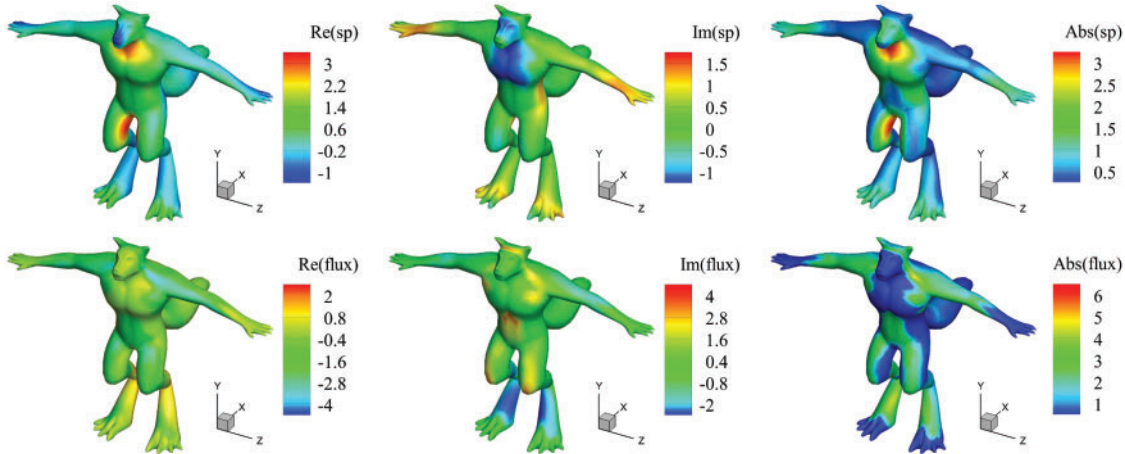 Re(sp)
3
2.2
1.4
0.6
-0.2
-1
Y
X
Z
Im(sp)
1.5
1
0.5
0
-0.5
-1
Y
X
Z
Abs(sp)
3
2.5
2
1.5
1
0.5
Y
X
Z
Re(flux)
2
0.8
-0.4
-1.6
-2.8
-4
Y
X
Z
Im(flux)
4
2.8
1.6
0.4
-0.8
-2
Y
X
Z
Abs(flux)
6
5
4
3
2
1
Y
X
Z